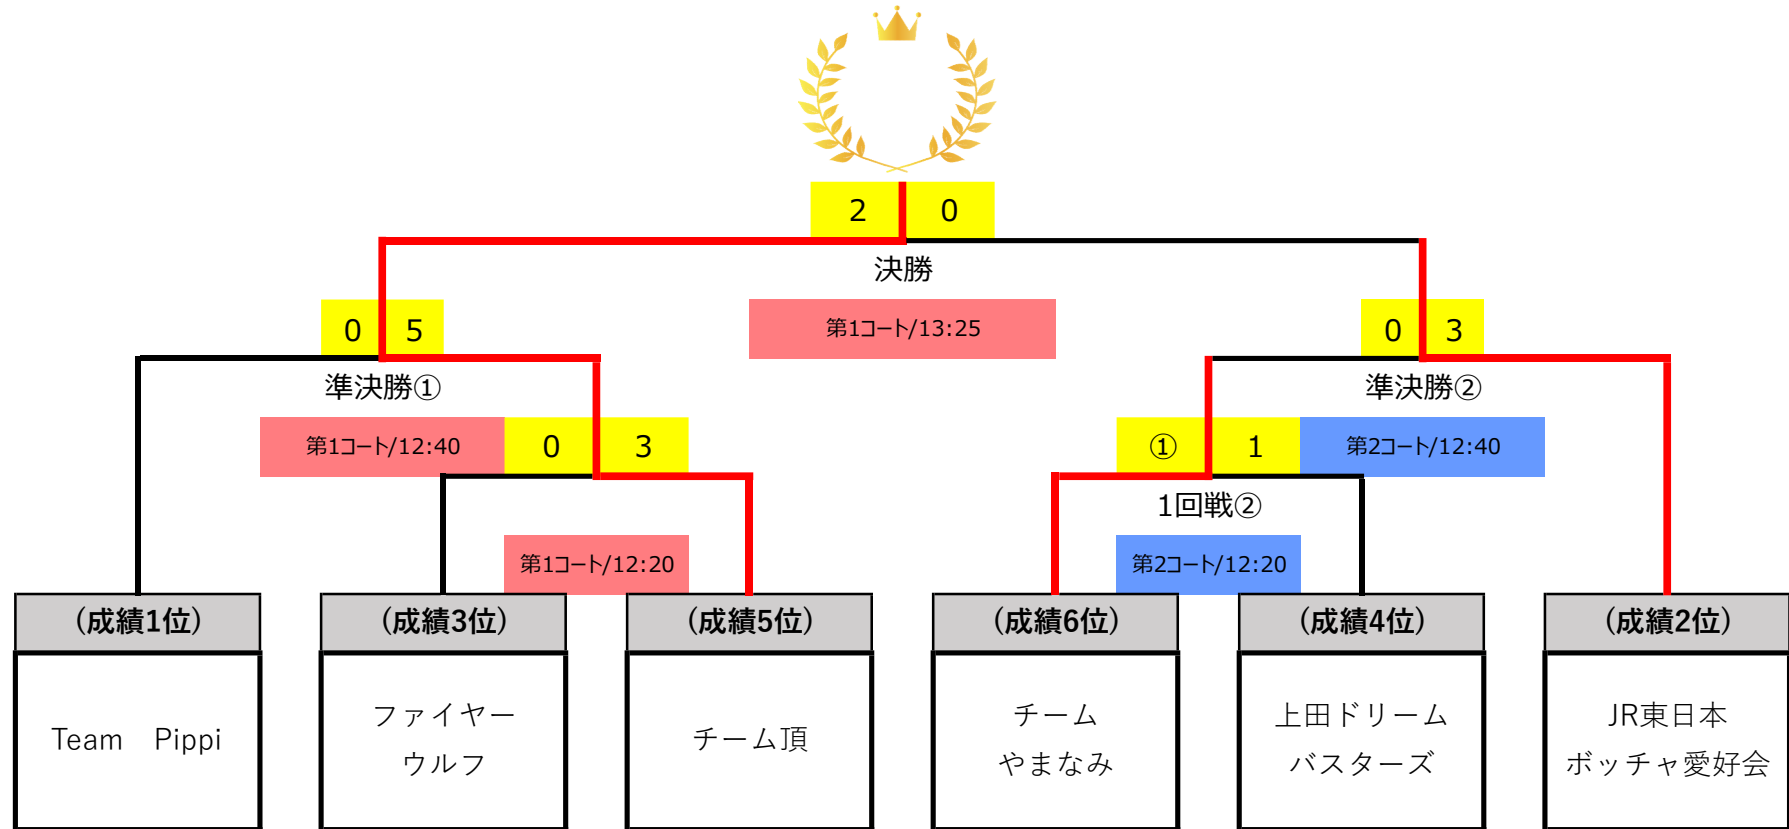 2 0
決勝
0 5
第1コート/13:25
0 3
準決勝①
準決勝②
第1コート/12:40
0 3
① 1
第2コート/12:40
1回戦②
第1コート/12:20
第2コート/12:20
(成績1位)
(成績3位)
(成績5位)
(成績6位)
(成績4位)
(成績2位)
Team　Pippi
ファイヤー
ウルフ
チーム頂
チーム
やまなみ
上田ドリーム
バスターズ
JR東日本
ボッチャ愛好会